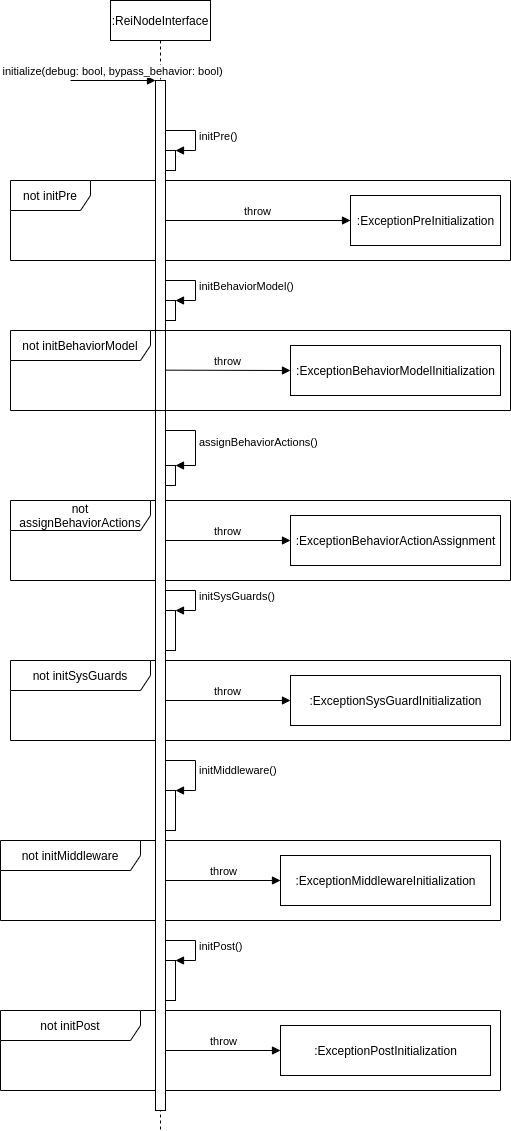 :ReiNodeInterface
initialize(debug: bool, bypass_behavior: bool)
initPre()
not initPre
throw
:ExceptionPreInitialization
initBehaviorModel()
not initBehaviorModel
throw
:ExceptionBehaviorModelInitialization
assignBehaviorActions()
not
assignBehaviorActions
throw
:ExceptionBehaviorActionAssignment
initSysGuards()
not initSysGuards
throw
:ExceptionSysGuardInitialization
initMiddleware()
not initMiddleware
throw
:ExceptionMiddlewareInitialization
initPost()
not initPost
throw
:ExceptionPostInitialization